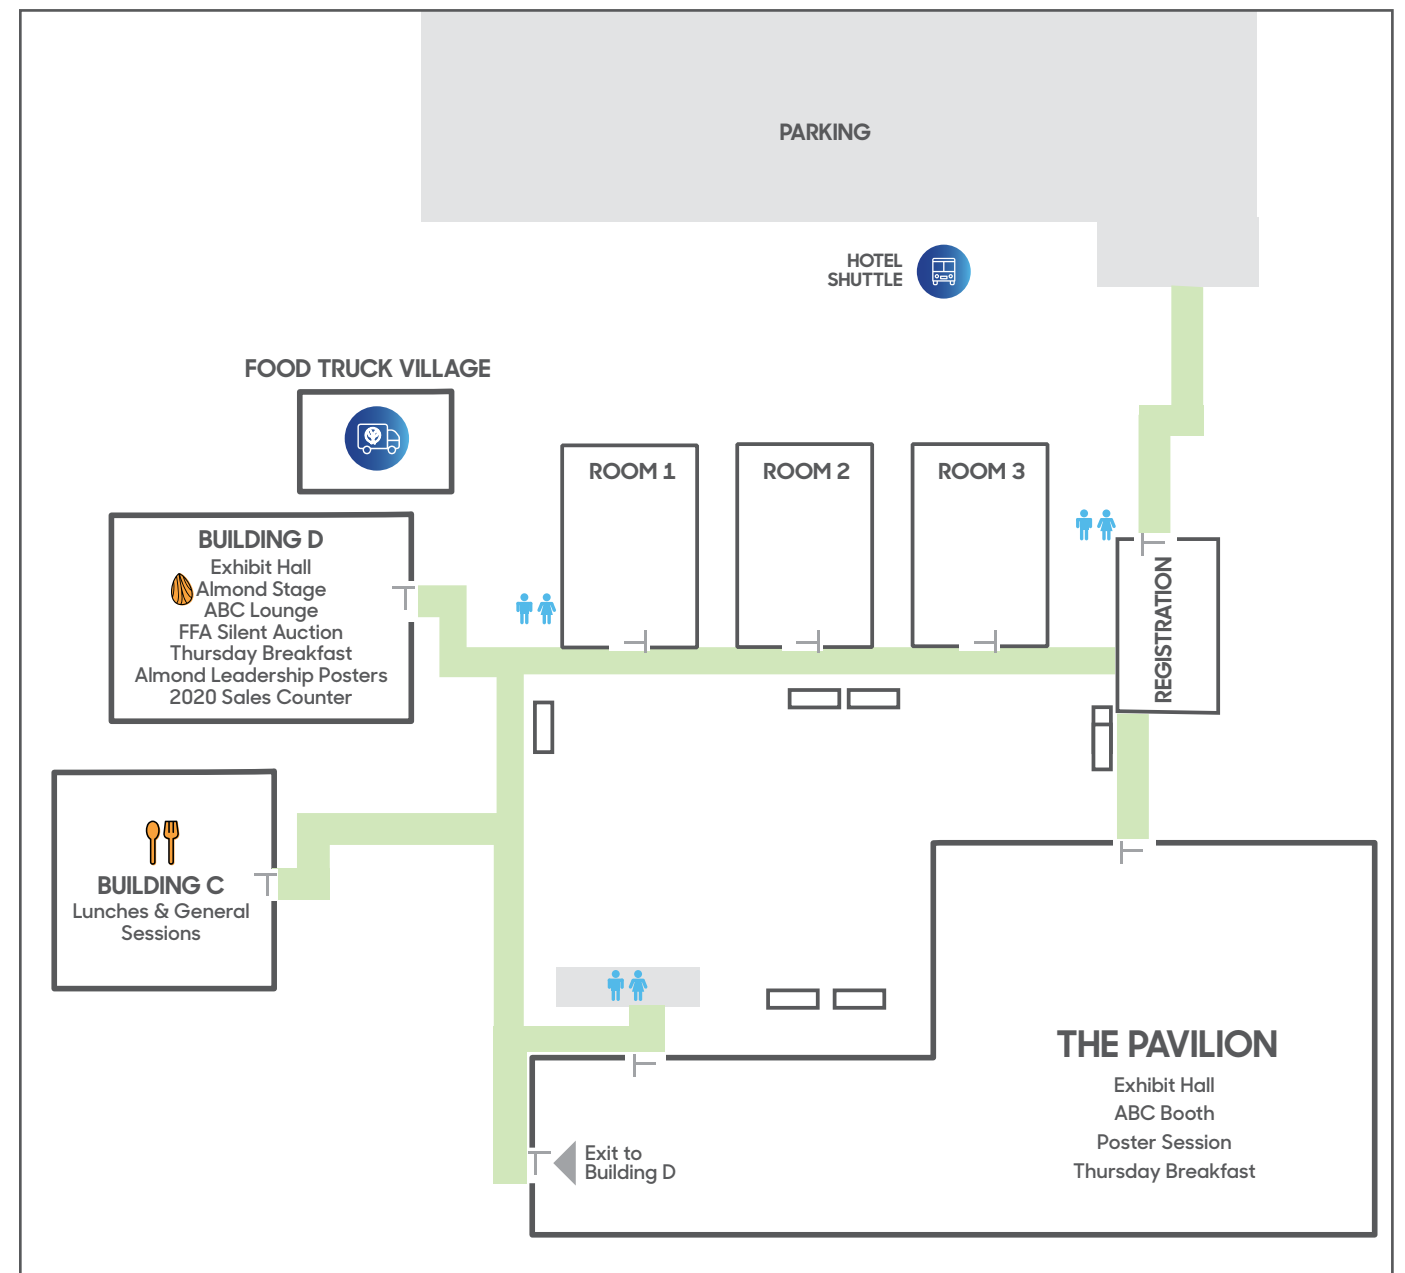 PARKING
HOTEL
SHUTTLE
FOOD TRUCK VILLAGE
ROOM 1
ROOM 2
ROOM 3
BUILDING D
Exhibit Hall
Almond Stage
ABC Lounge
FFA Silent Auction
Thursday Breakfast
Almond Leadership Posters
2020 Sales Counter
REGISTRATION
BUILDING C
Lunches & General
Sessions
THE PAVILION
Exhibit Hall
ABC Booth
Poster Session
Thursday Breakfast
Exit to
Building D